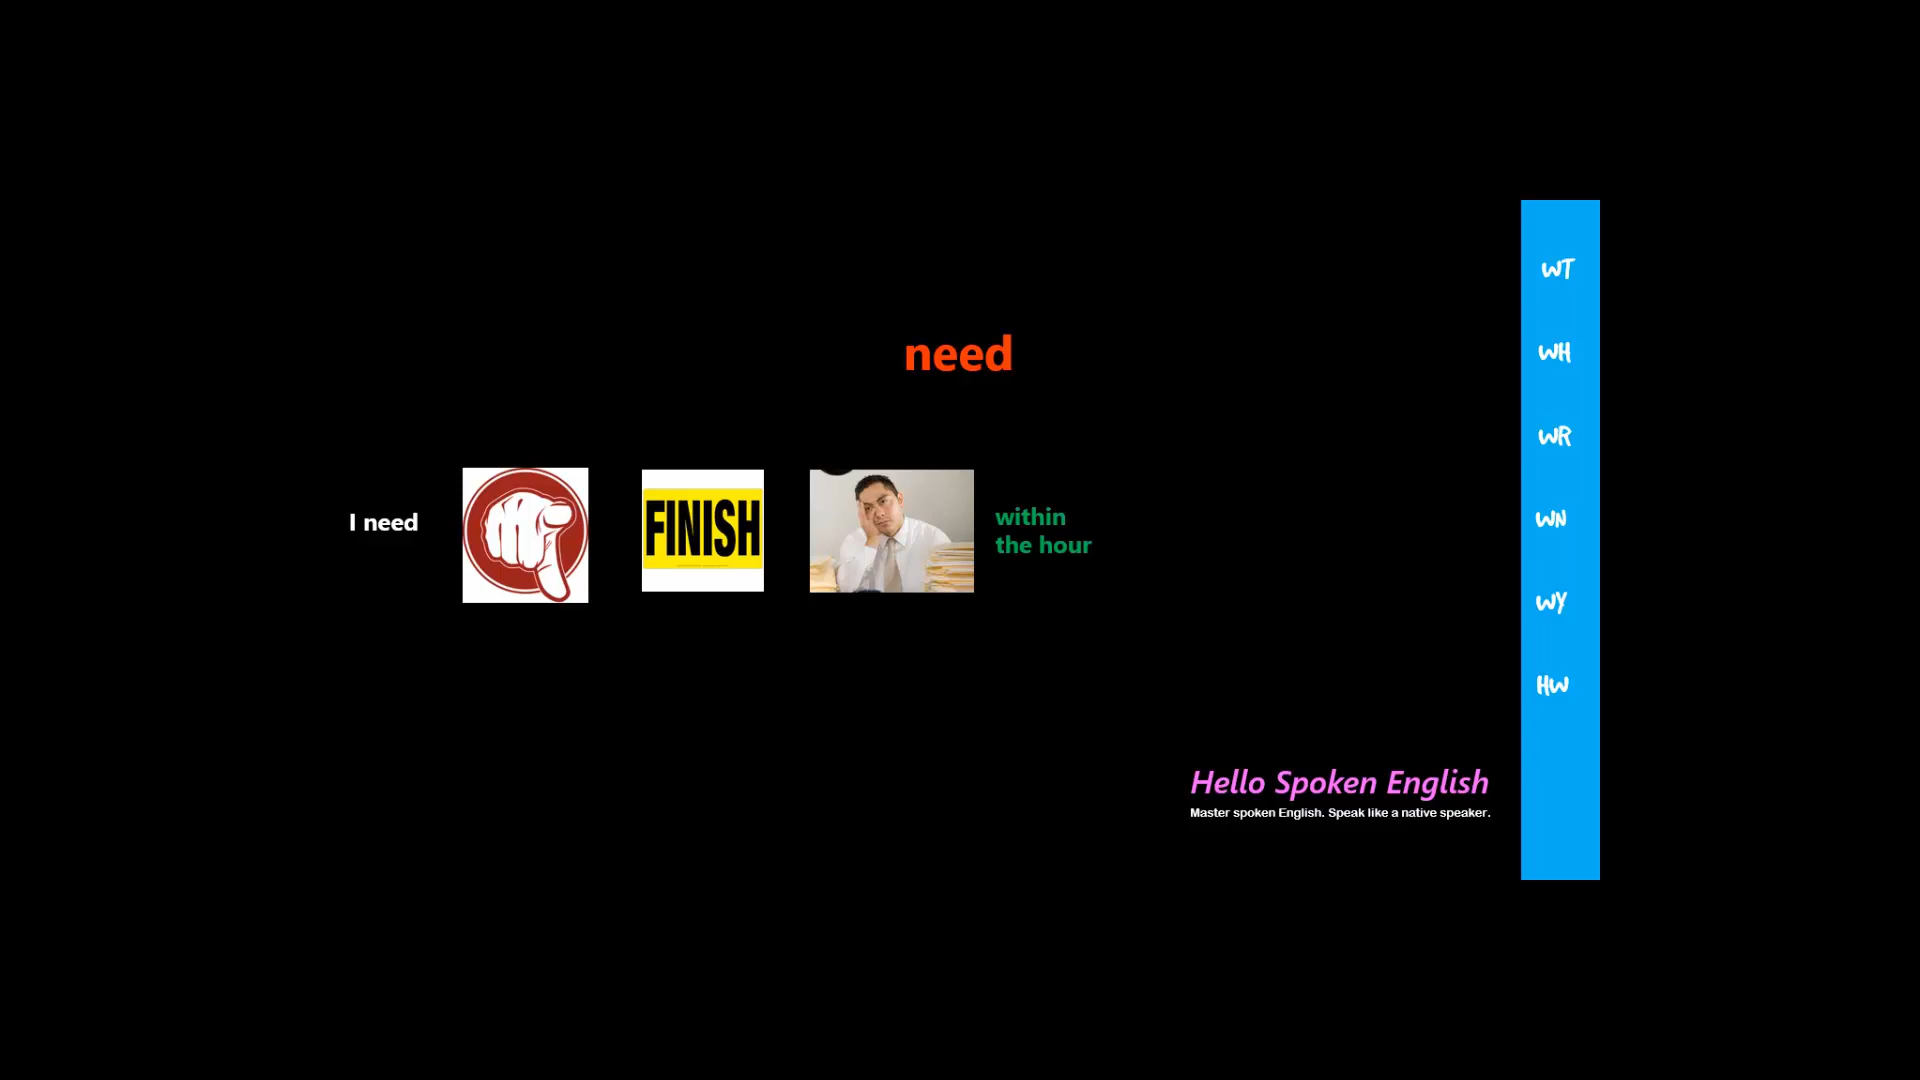 need
I need
FINISH
within
the hour
WT
WH
WR
WN
WY
HW
Hello Spoken English
Master spoken English. Speak like a native speaker.